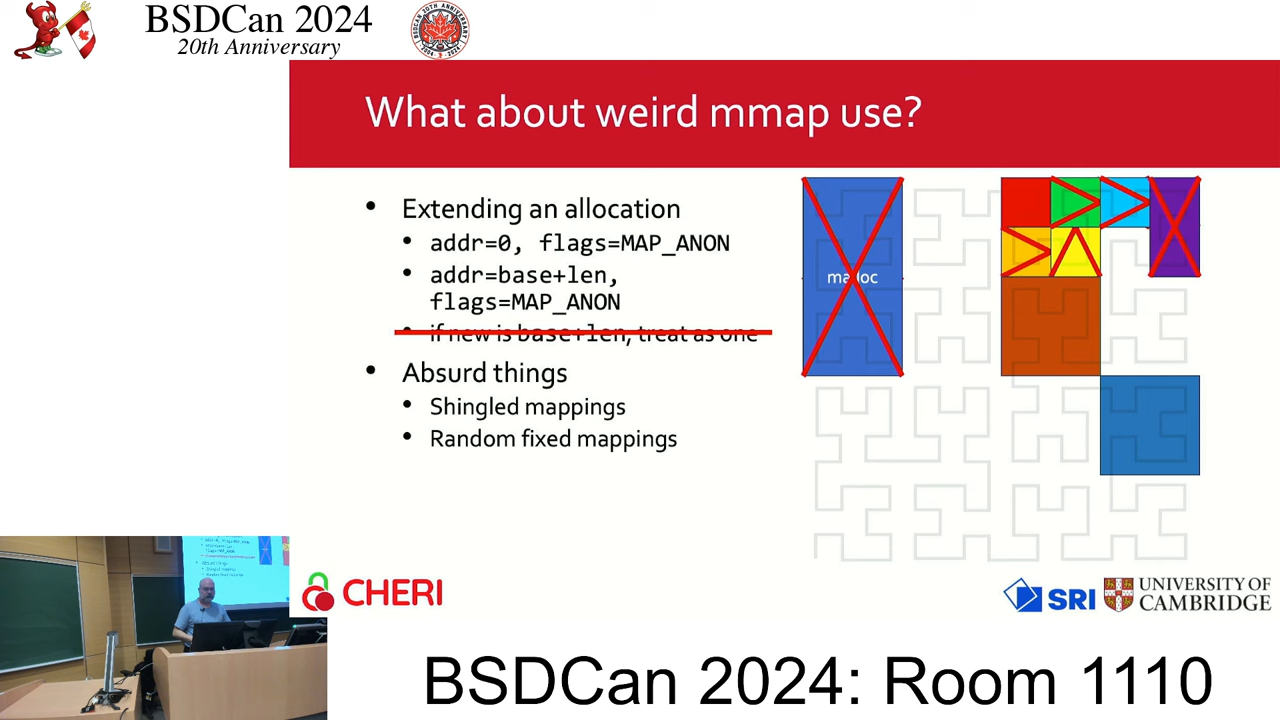 BSDCan 2024
20th Anniversary
What about weird mmap use?
• Extending an allocation
• addr=0, flags=MAP_ANON
• addr=base+len,
flags=MAP_ANON
• if new is base+len, treat as one
• Absurd things
• Shingled mappings
• Random fixed mappings
malloc
CHERI
SRI
UNIVERSITY OF
CAMBRIDGE
BSDCan 2024: Room 1110